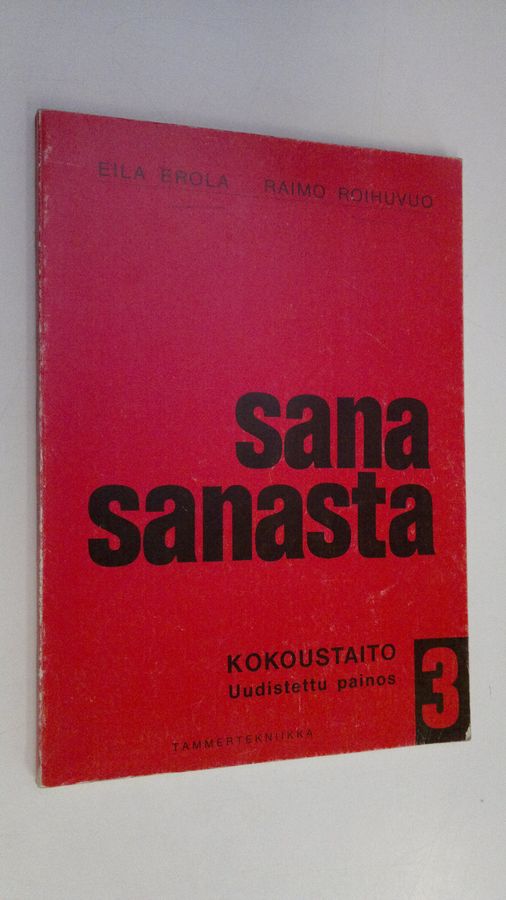 EILA EROLA RAIMO ROIHUVUO
sana
sanasta
KOKOUSTAITO
Uudistettu painos
3
TAMMERTEKNIIKKA